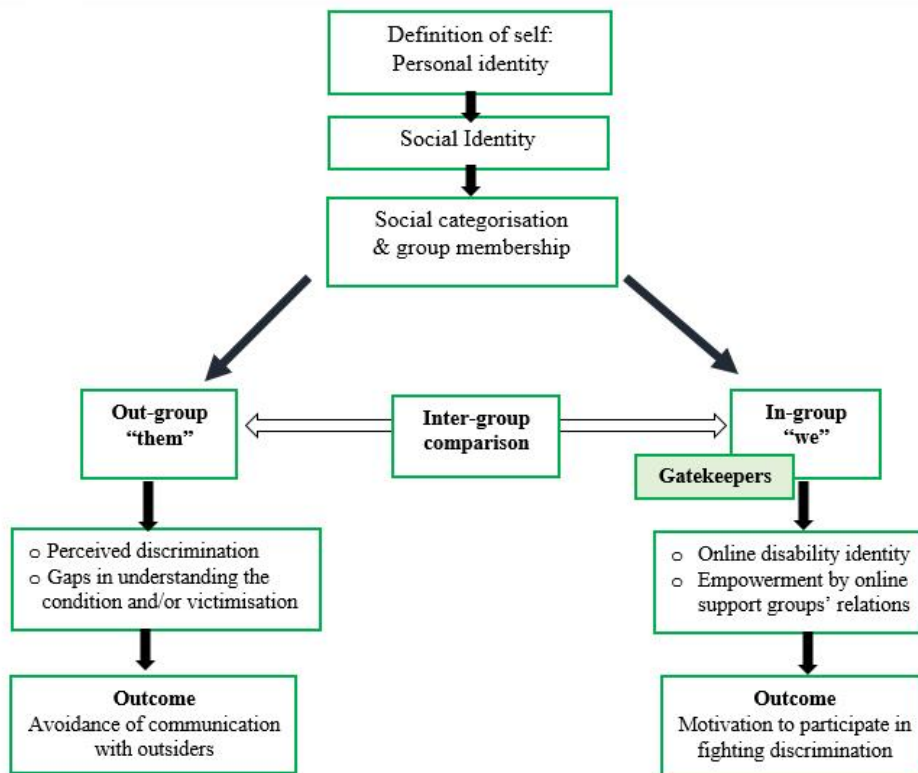 Definition of self:
Personal identity
Social Identity
Social categorisation
& group membership
Out-group
“them”
Inter-group
comparison
In-group
“we”
Gatekeepers
o Perceived discrimination
o Gaps in understanding the
condition and/or victimisation
o Online disability identity
o Empowerment by online
support groups’ relations
Outcome
Avoidance of communication
with outsiders
Outcome
Motivation to participate in
fighting discrimination